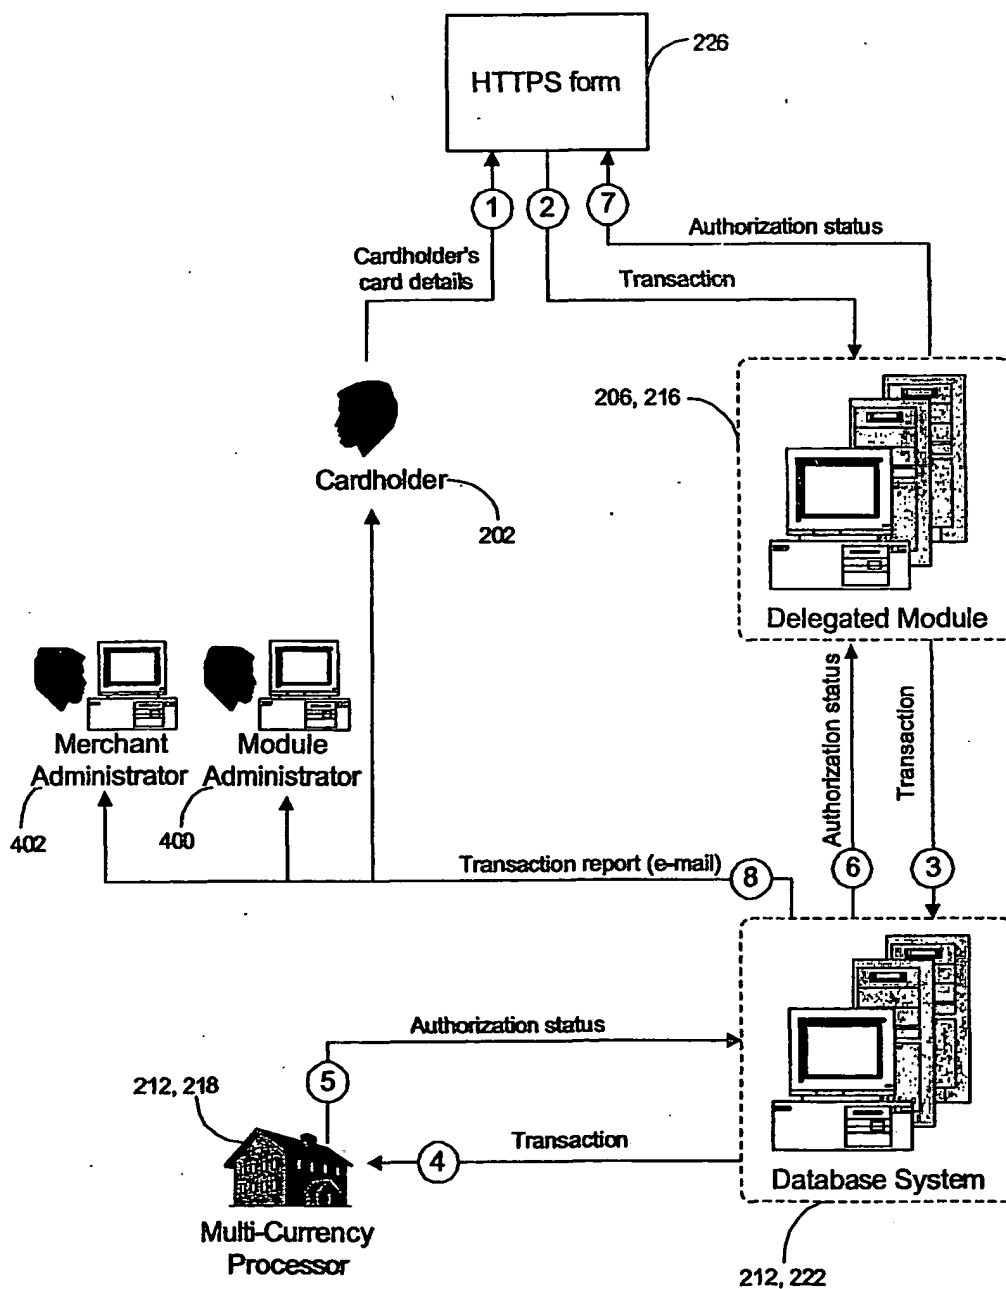 226
HTTPS form
1
2
7
Authorization status
Cardholder's
card details
Transaction
206, 216
Cardholder
202
Delegated Module
Merchant
Administrator
Module
Administrator
402
400
Authorization status
Transaction
Transaction report (e-mail)
8
6
3
Authorization status
5
212, 218
Transaction
4
Multi-Currency
Processor
Database System
212, 222